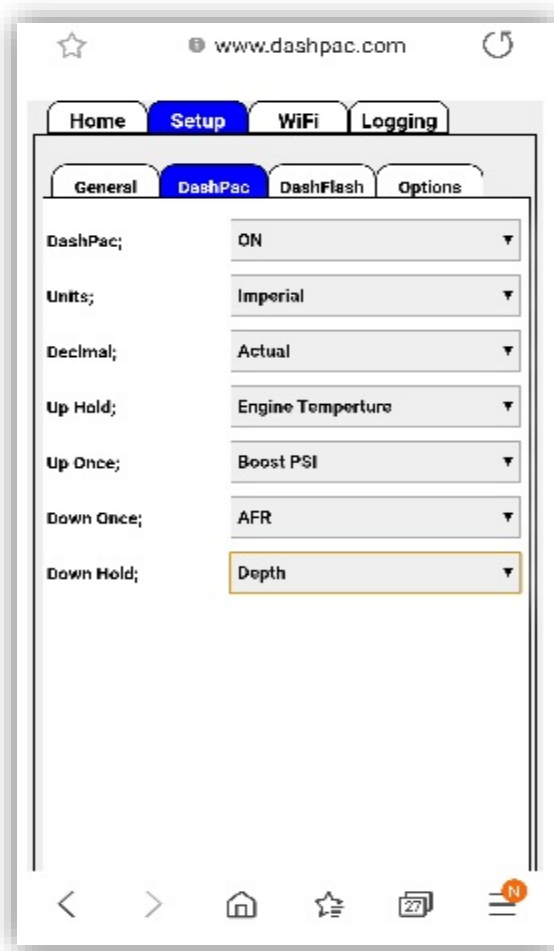 www.dashpac.com
Home Setup WiFi Logging
General DashPac DashFlash Options
DashPac; ON
Units; Imperial
Decimal; Actual
Up Hold; Engine Temperture
Up Once; Boost PSI
Down Once; AFR
Down Hold; Depth
27 N